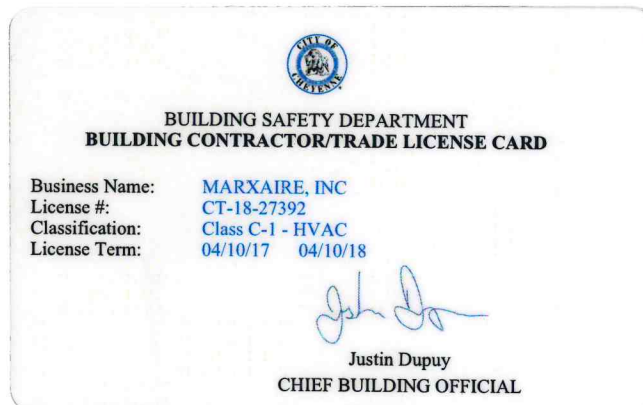 CITY OF
CHEYENNE
BUILDING SAFETY DEPARTMENT
BUILDING CONTRACTOR/TRADE LICENSE CARD
Business Name: MARXAIRE, INC
License #: CT-18-27392
Classification: Class C-1 - HVAC
License Term: 04/10/17 04/10/18
Justin Dupuy
CHIEF BUILDING OFFICIAL